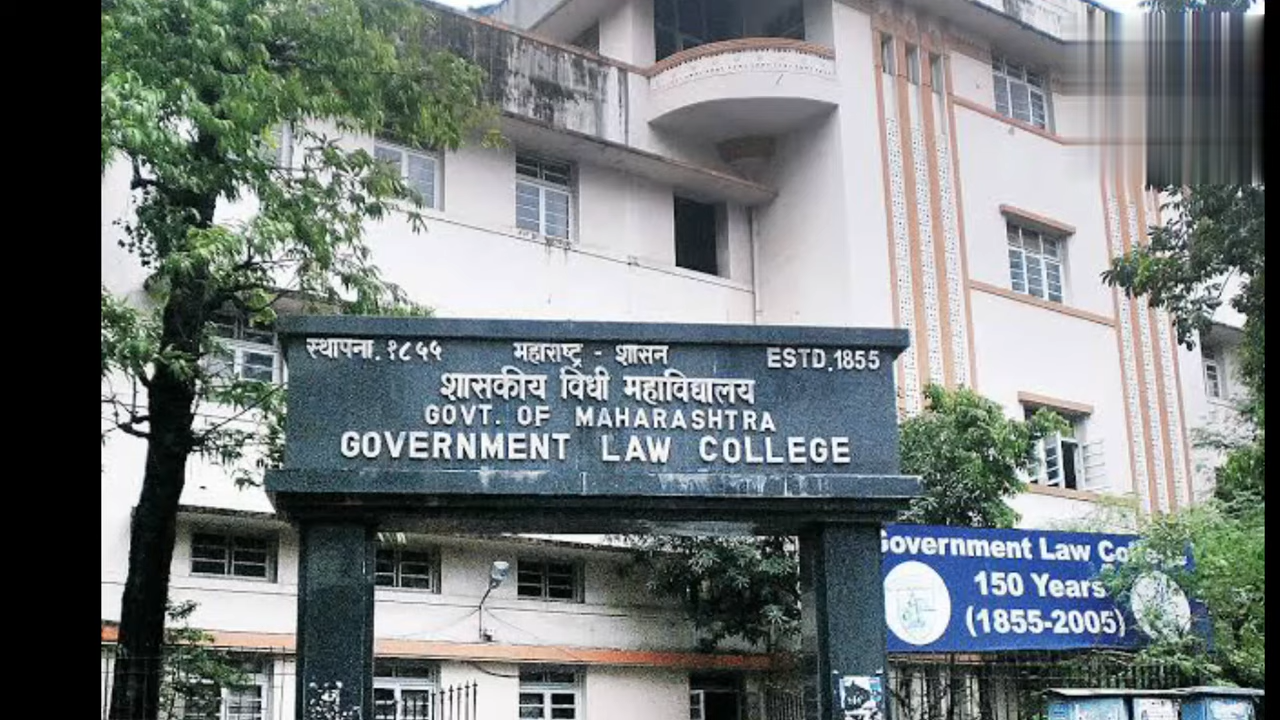 स्थापना. १८५५ महाराष्ट्र - शासन ESTD. 1855
शासकीय विधी महाविद्यालय
GOVT. OF MAHARASHTRA
GOVERNMENT LAW COLLEGE
Government Law College
150 Years
(1855-2005)